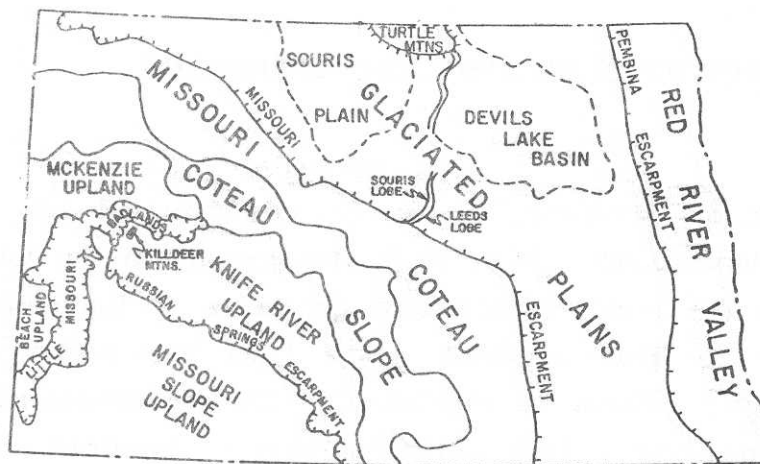 TURTLE
MTNS.
SOURIS
PLAIN
MISSOURI
COTEAU
MISSOURI
ESCARPMENT
GLACIATED
PLAINS
DEVILS
LAKE
BASIN
PEMBINA
ESCARPMENT
RED
RIVER
VALLEY
SOURIS
LOBE
LEEDS
LOBE
MCKENZIE
UPLAND
COTEAU
SLOPE
BADLANDS
KILLDEER
MTNS.
KNIFE RIVER
UPLAND
RUSSIAN
SPRINGS
ESCARPMENT
BEACH
UPLAND
LITTLE
MISSOURI
MISSOURI
SLOPE
UPLAND